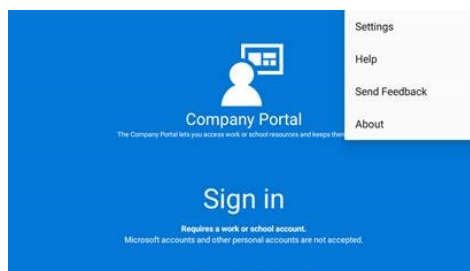 Settings
Help
Send Feedback
About
Company Portal
The Company Portal lets you access work or school resources and keeps
Sign in
Requires a work or school account.
Microsoft accounts and other personal accounts are not accepted.